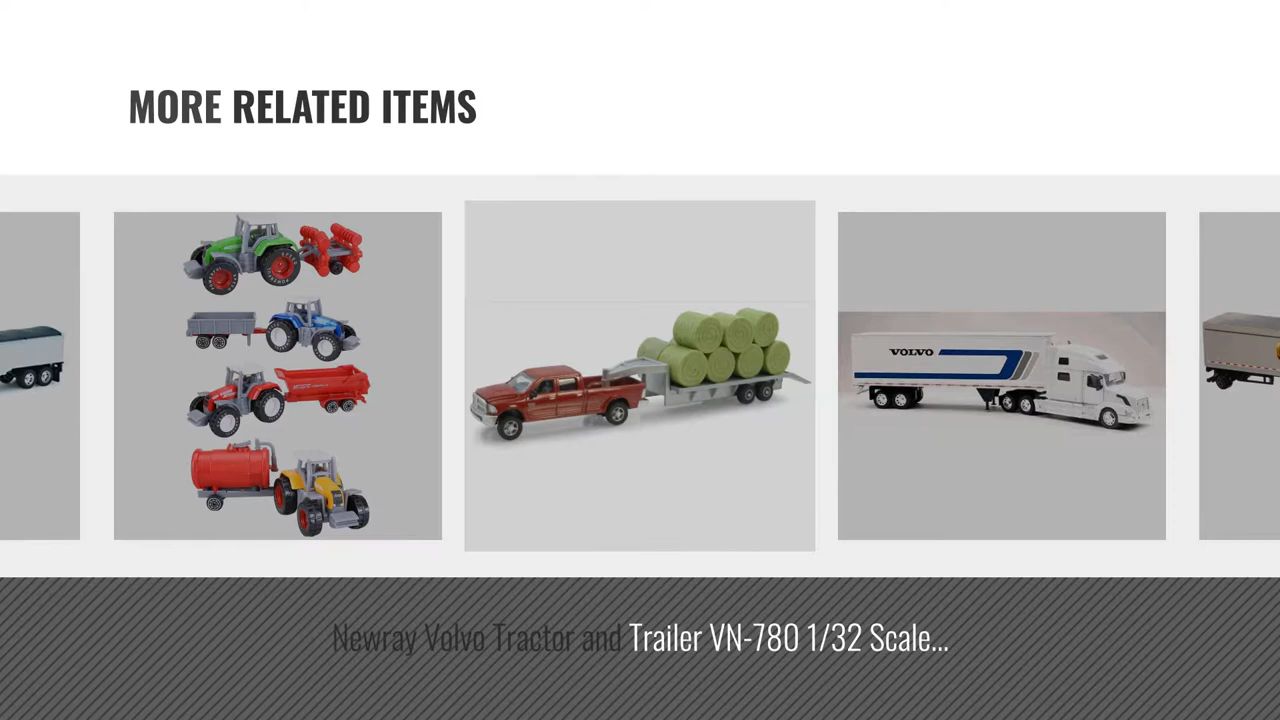 MORE RELATED ITEMS
VOLVO
Newray Volvo Tractor and Trailer VN-780 1/32 Scale...